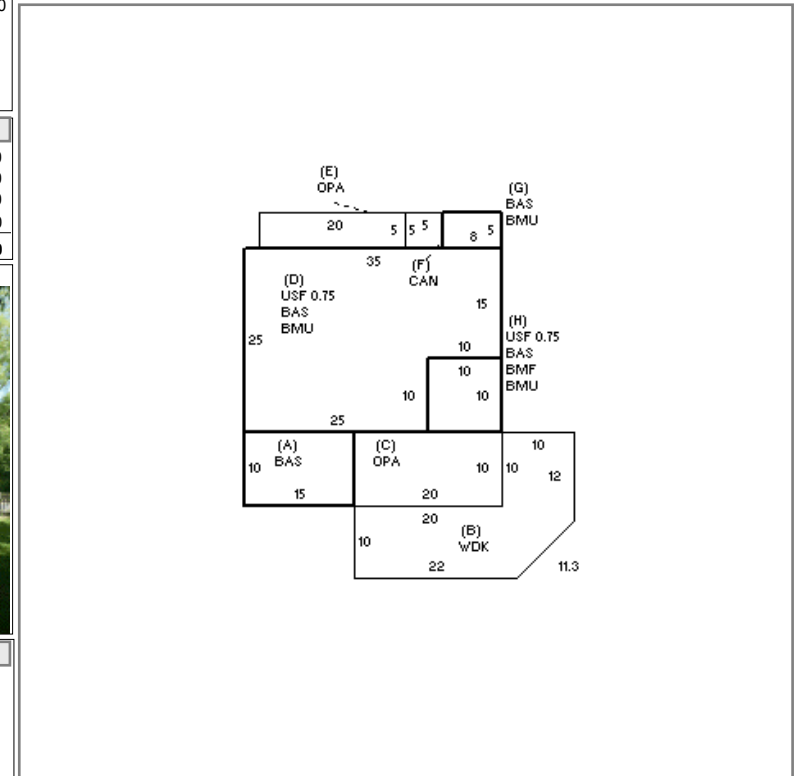 (E)
OPA
(G)
BAS
BMU
20
5
5
5
8
5
35
(F)
CAN
(D)
USF 0.75
BAS
BMU
15
(H)
USF 0.75
BAS
BMF
BMU
25
10
10
10
10
25
(A)
BAS
(C)
OPA
10
10
10
10
12
15
20
20
(B)
WDK
10
22
11.3